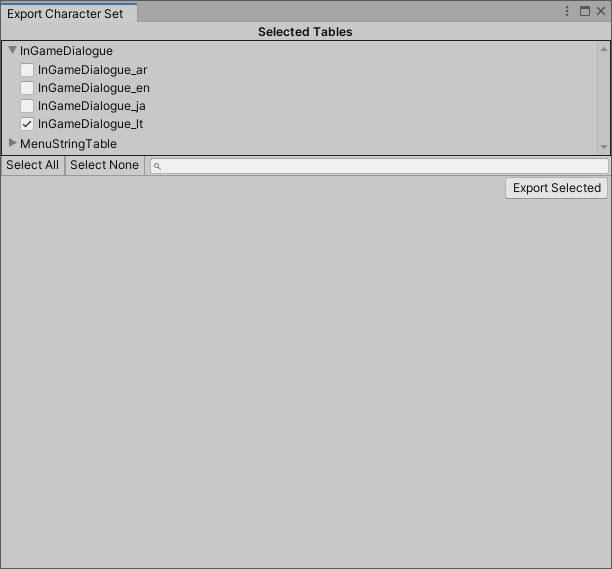 Export Character Set
Selected Tables
InGameDialogue
InGameDialogue_ar
InGameDialogue_en
InGameDialogue_ja
InGameDialogue_lt
MenuStringTable
Select All Select None
Export Selected